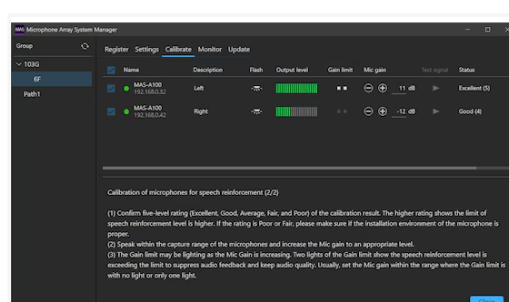 MAS Microphone Array System Manager
Group
Register Settings Calibrate Monitor Update
103G
6F
Path1
Name Description Flash Output level Gain limit Mic gain Test signal Status
MAS-A100 Left 11 dB Excellent (5)
192.168.0.32
MAS-A100 Right -12 dB Good (4)
192.168.0.42
Calibration of microphones for speech reinforcement (2/2)
(1) Confirm five-level rating (Excellent, Good, Average, Fair, and Poor) of the calibration result. The higher rating shows the limit of
speech reinforcement level is higher. If the rating is Poor or Fair, please make sure if the installation environment of the microphone is
proper.
(2) Speak within the capture range of the microphones and increase the Mic gain to an appropriate level.
(3) The Gain limit may be lighting as the Mic Gain is increasing. Two lights of the Gain limit show the speech reinforcement level is
exceeding the limit to suppress audio feedback and keep audio quality. Usually, set the Mic gain within the range where the Gain limit is
with no light or only one light.